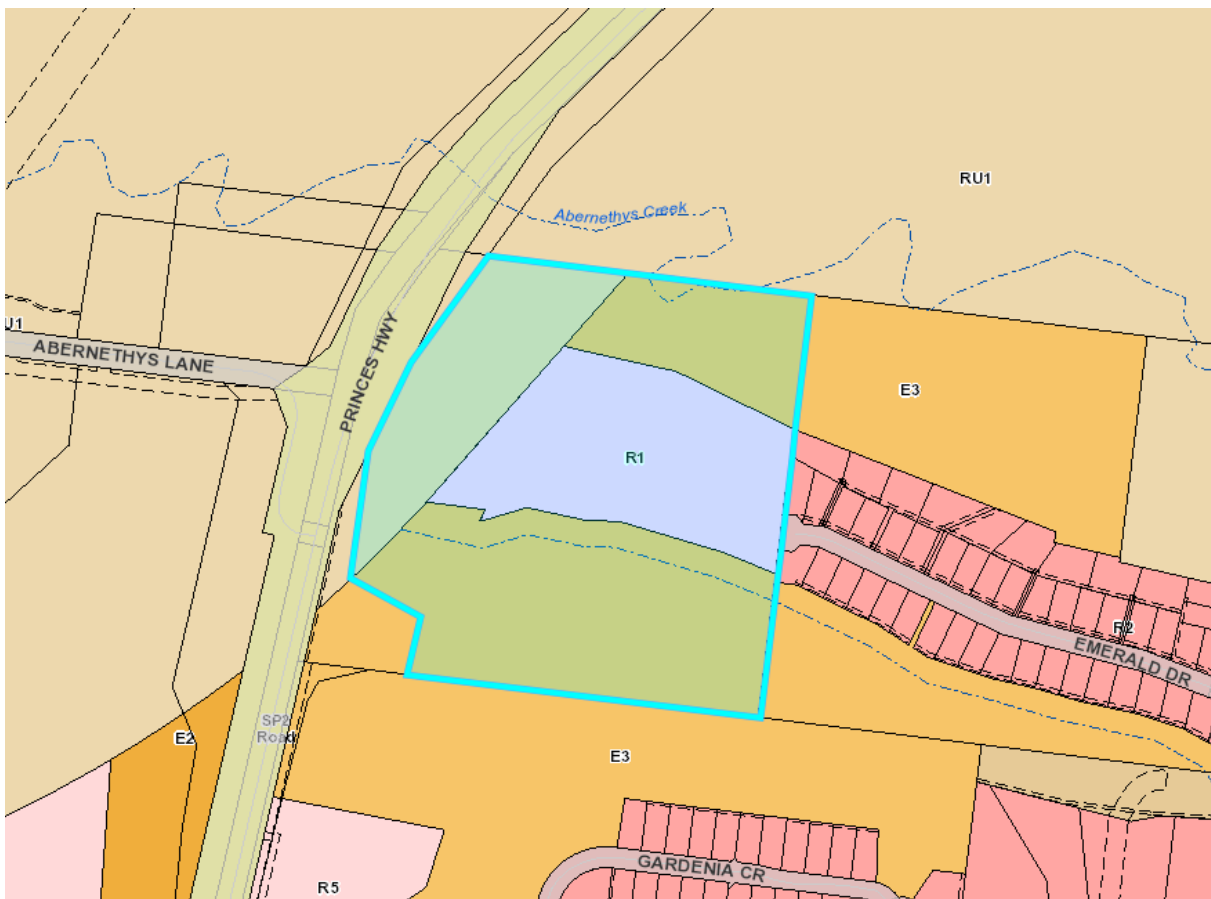 RU1
Abernethys Creek
U1
ABERNETHYS LANE
PRINCES HWY
E3
R1
R2
EMERALD DR
SP2
Road
E2
E3
GARDENIA CR
R5